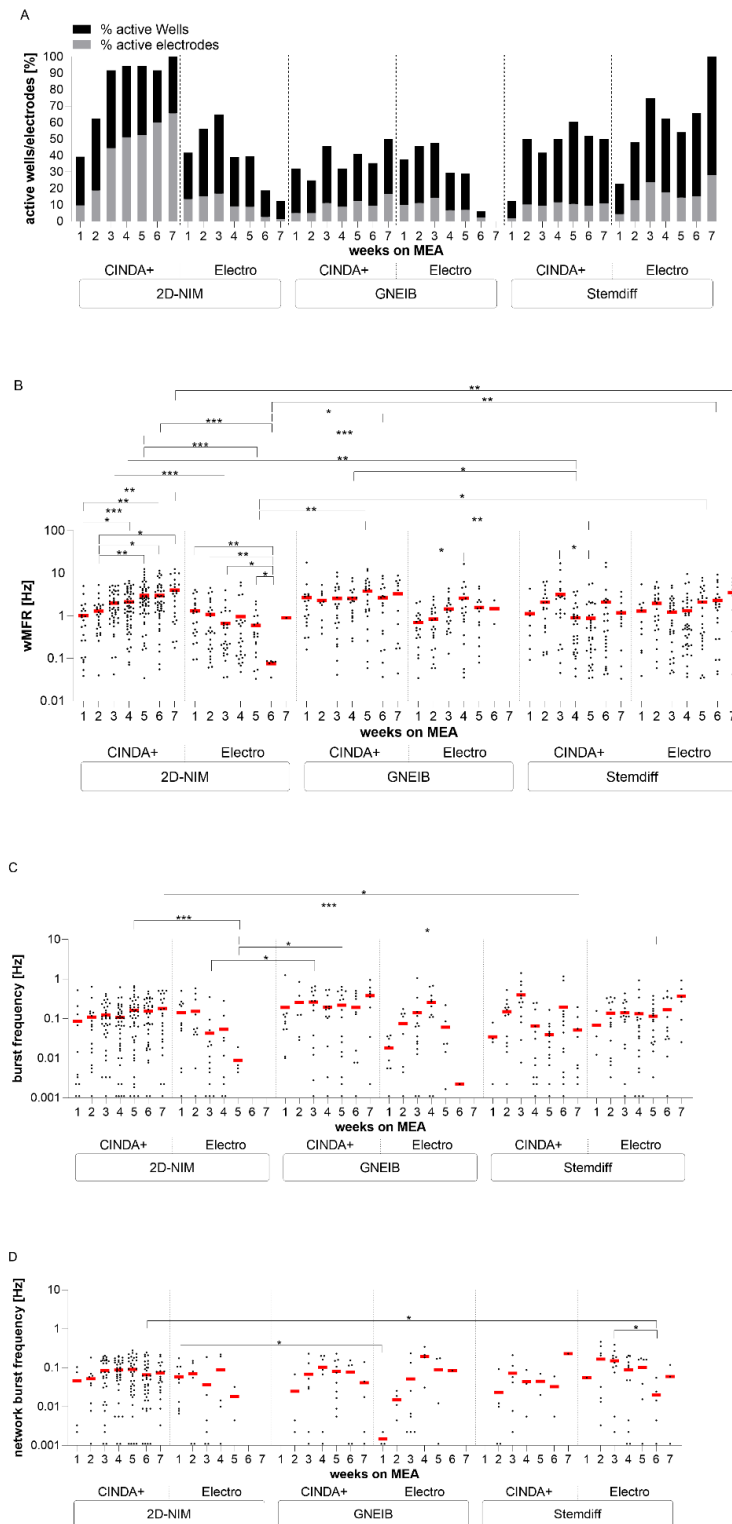 A
% active Wells
% active electrodes
active wells/electrodes [%]
100
90
80
70
60
50
40
30
20
10
0
1 2 3 4 5 6 7 1 2 3 4 5 6 7 1 2 3 4 5 6 7 1 2 3 4 5 6 7 1 2 3 4 5 6 7 1 2 3 4 5 6 7
weeks on MEA
CINDA+ Electro CINDA+ Electro CINDA+ Electro
2D-NIM GNEIB Stemdiff
B
**
**
*
***
***
***
**
***
*
**
*
**
**
**
***
*
*
*
**
**
**
*
*
*
*
wMFR [Hz]
100
10
1
0.1
0.01
1 2 3 4 5 6 7 1 2 3 4 5 6 7 1 2 3 4 5 6 7 1 2 3 4 5 6 7 1 2 3 4 5 6 7 1 2 3 4 5 6 7
weeks on MEA
CINDA+ Electro CINDA+ Electro CINDA+ Electro
2D-NIM GNEIB Stemdiff
C
*
***
***
*
*
*
burst frequency [Hz]
10
1
0.1
0.01
0.001
1 2 3 4 5 6 7 1 2 3 4 5 6 7 1 2 3 4 5 6 7 1 2 3 4 5 6 7 1 2 3 4 5 6 7 1 2 3 4 5 6 7
weeks on MEA
CINDA+ Electro CINDA+ Electro CINDA+ Electro
2D-NIM GNEIB Stemdiff
D
network burst frequency [Hz]
10
1
0.1
0.01
0.001
*
*
*
1 2 3 4 5 6 7 1 2 3 4 5 6 7 1 2 3 4 5 6 7 1 2 3 4 5 6 7 1 2 3 4 5 6 7 1 2 3 4 5 6 7
weeks on MEA
CINDA+ Electro CINDA+ Electro CINDA+ Electro
2D-NIM GNEIB Stemdiff